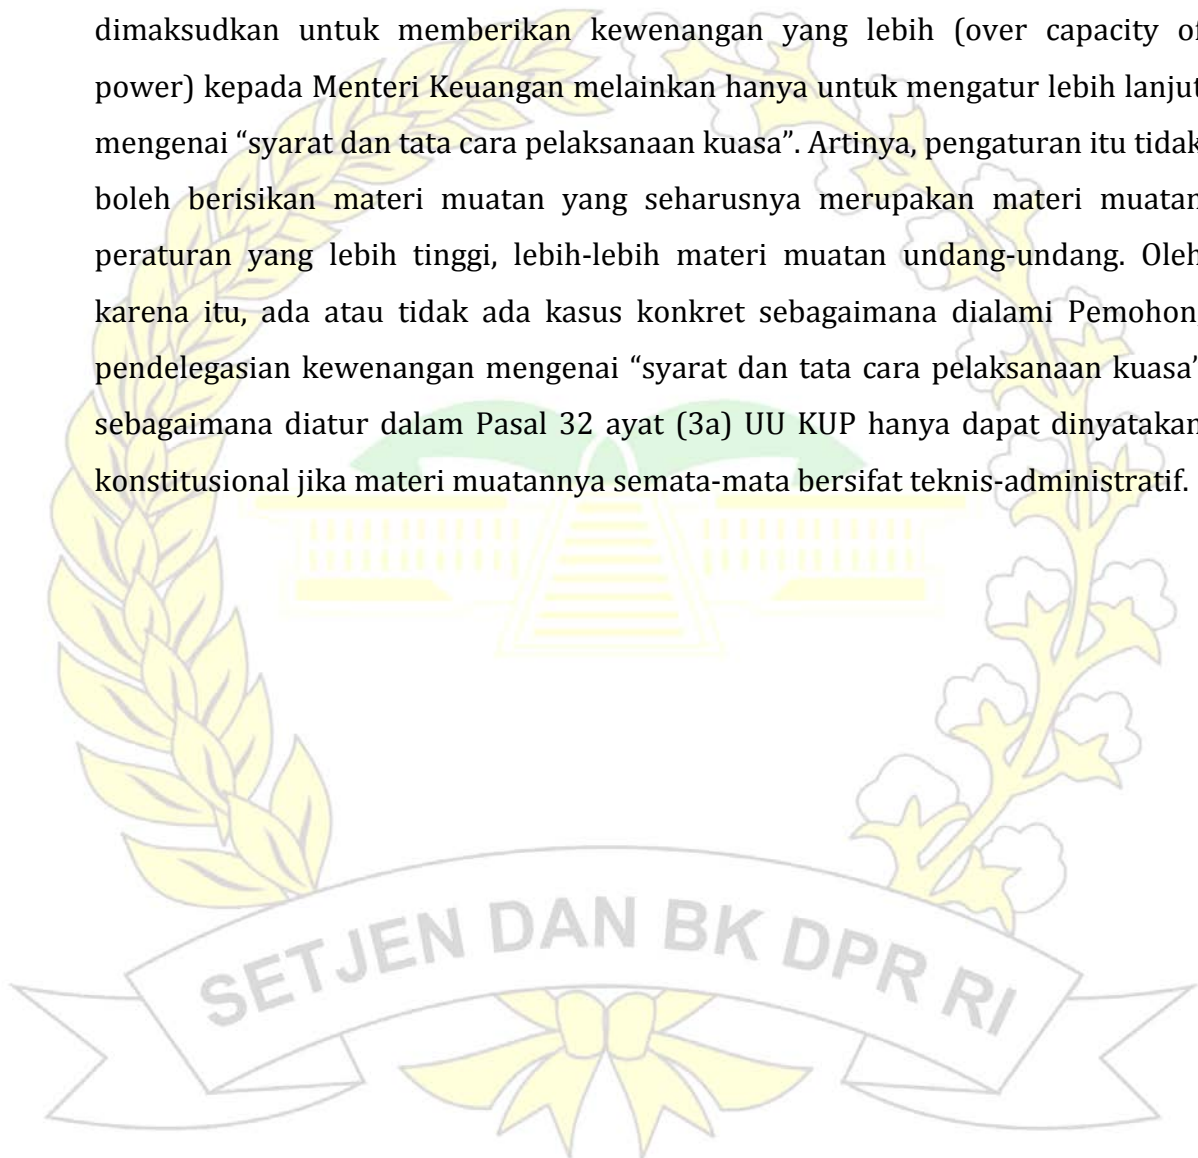 dimaksudkan untuk memberikan kewenangan yang lebih (over capacity of
power) kepada Menteri Keuangan melainkan hanya untuk mengatur lebih lanjut
mengenai “syarat dan tata cara pelaksanaan kuasa”. Artinya, pengaturan itu tidak
boleh berisikan materi muatan yang seharusnya merupakan materi muatan
peraturan yang lebih tinggi, lebih-lebih materi muatan undang-undang. Oleh
karena itu, ada atau tidak ada kasus konkret sebagaimana dialami Pemohon
pendelegasian kewenangan mengenai “syarat dan tata cara pelaksanaan kuasa”
sebagaimana diatur dalam Pasal 32 ayat (3a) UU KUP hanya dapat dinyatakan
konstitusional jika materi muatannya semata-mata bersifat teknis-administratif.
SETJEN DAN BK DPR RI